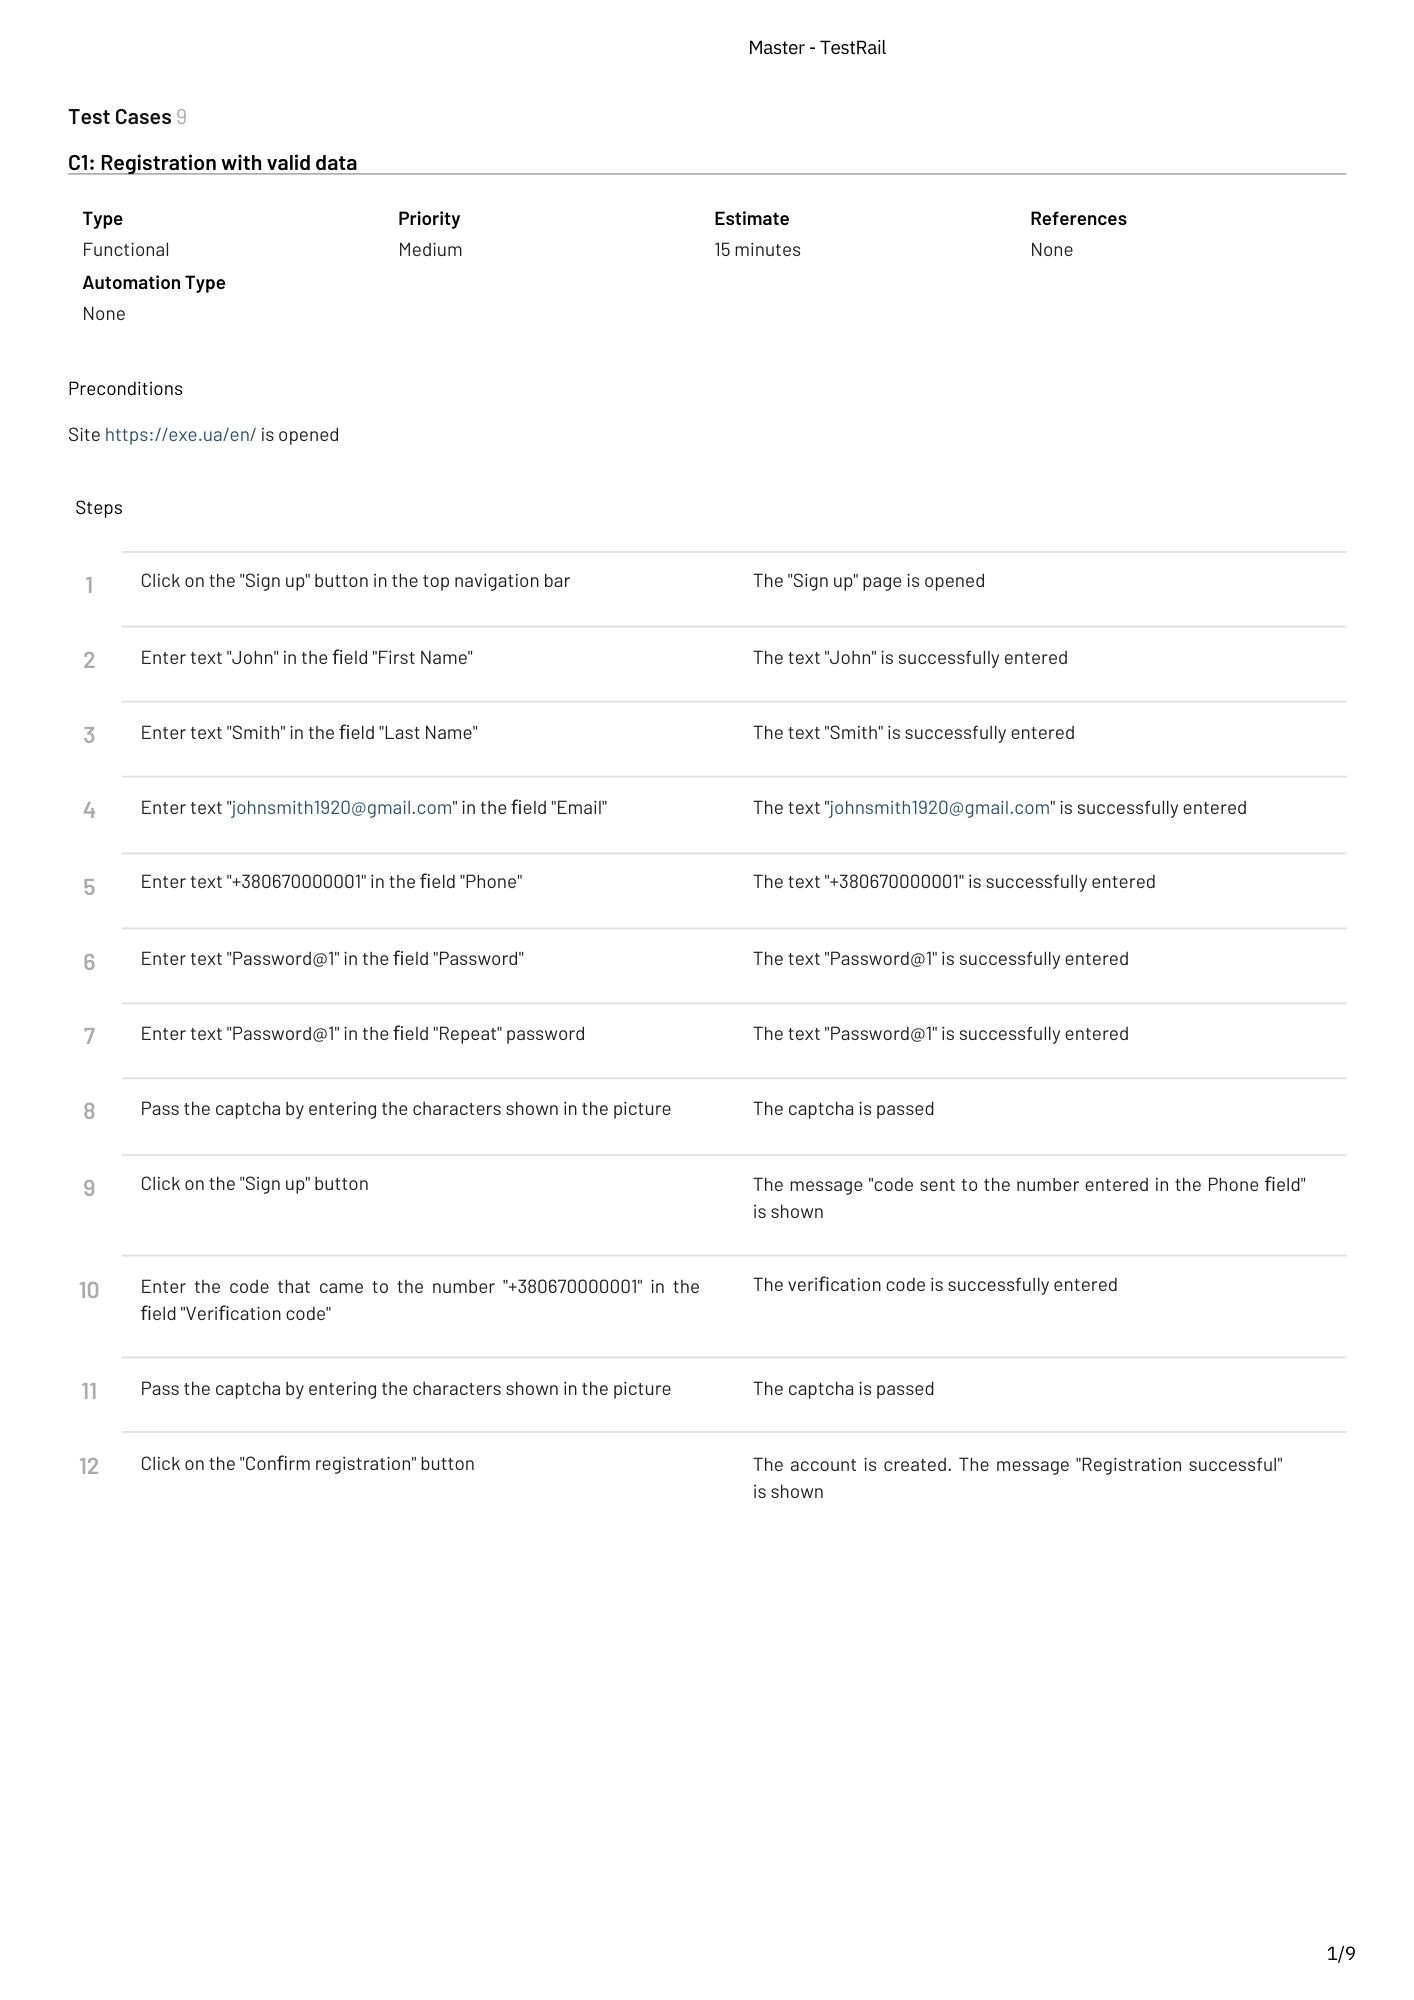 Master - TestRail
Test Cases 9
C1: Registration with valid data
Type Priority Estimate References
Functional Medium 15 minutes None
Automation Type
None
Preconditions
Site https://exe.ua/en/ is opened
Steps
1 Click on the "Sign up" button in the top navigation bar The "Sign up" page is opened
2 Enter text "John" in the field "First Name" The text "John" is successfully entered
3 Enter text "Smith" in the field "Last Name" The text "Smith" is successfully entered
4 Enter text "johnsmith1920@gmail.com" in the field "Email" The text "johnsmith1920@gmail.com" is successfully entered
5 Enter text "+380670000001" in the field "Phone" The text "+380670000001" is successfully entered
6 Enter text "Password@1" in the field "Password" The text "Password@1" is successfully entered
7 Enter text "Password@1" in the field "Repeat" password The text "Password@1" is successfully entered
8 Pass the captcha by entering the characters shown in the picture The captcha is passed
9 Click on the "Sign up" button The message "code sent to the number entered in the Phone field"
is shown
10 Enter the code that came to the number "+380670000001" in the The verification code is successfully entered
field "Verification code"
11 Pass the captcha by entering the characters shown in the picture The captcha is passed
12 Click on the "Confirm registration" button The account is created. The message "Registration successful"
is shown
1/9